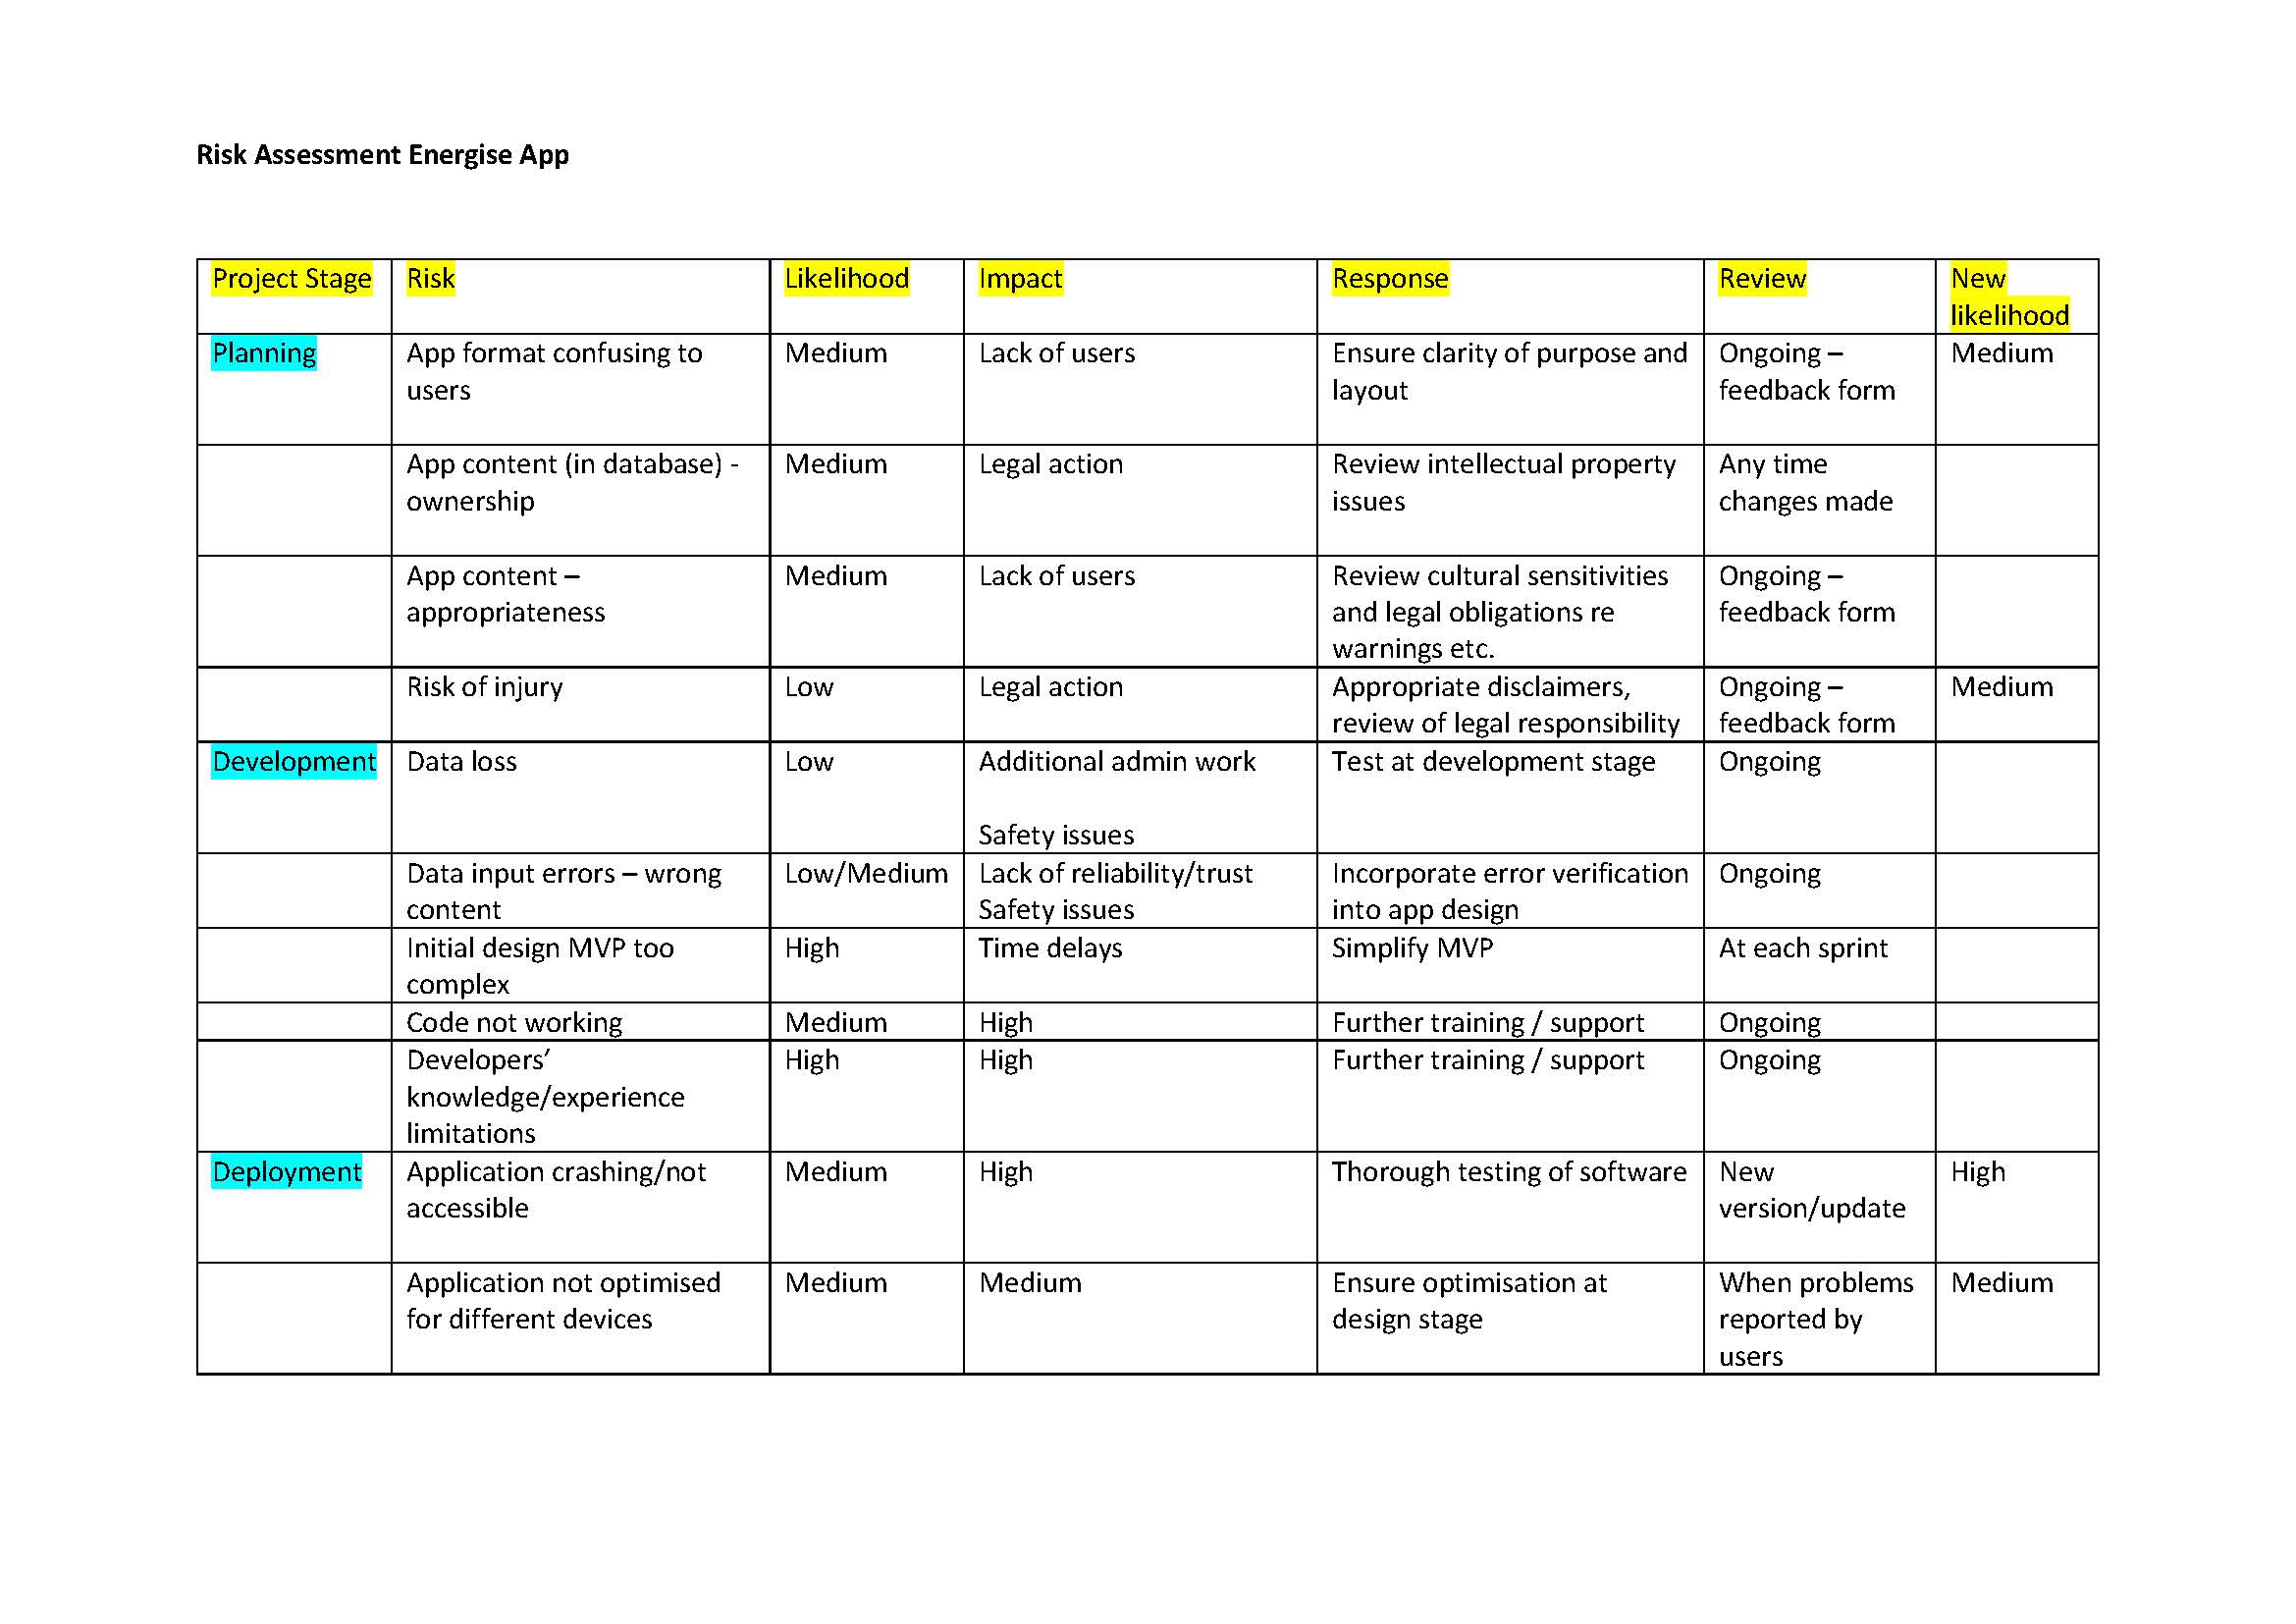 Risk Assessment Energise App
Project Stage Risk Likelihood Impact Response Review New
likelihood
Planning App format confusing to Medium Lack of users Ensure clarity of purpose and Ongoing – Medium
users layout feedback form
App content (in database) - Medium Legal action Review intellectual property Any time
ownership issues changes made
App content – Medium Lack of users Review cultural sensitivities Ongoing –
appropriateness and legal obligations re feedback form
warnings etc.
Risk of injury Low Legal action Appropriate disclaimers, Ongoing – Medium
review of legal responsibility feedback form
Development Data loss Low Additional admin work Test at development stage Ongoing
Safety issues
Data input errors – wrong Low/Medium Lack of reliability/trust Incorporate error verification Ongoing
content Safety issues into app design
Initial design MVP too High Time delays Simplify MVP At each sprint
complex
Code not working Medium High Further training / support Ongoing
Developers’ High High Further training / support Ongoing
knowledge/experience
limitations
Deployment Application crashing/not Medium High Thorough testing of software New High
accessible version/update
Application not optimised Medium Medium Ensure optimisation at When problems Medium
for different devices design stage reported by
users